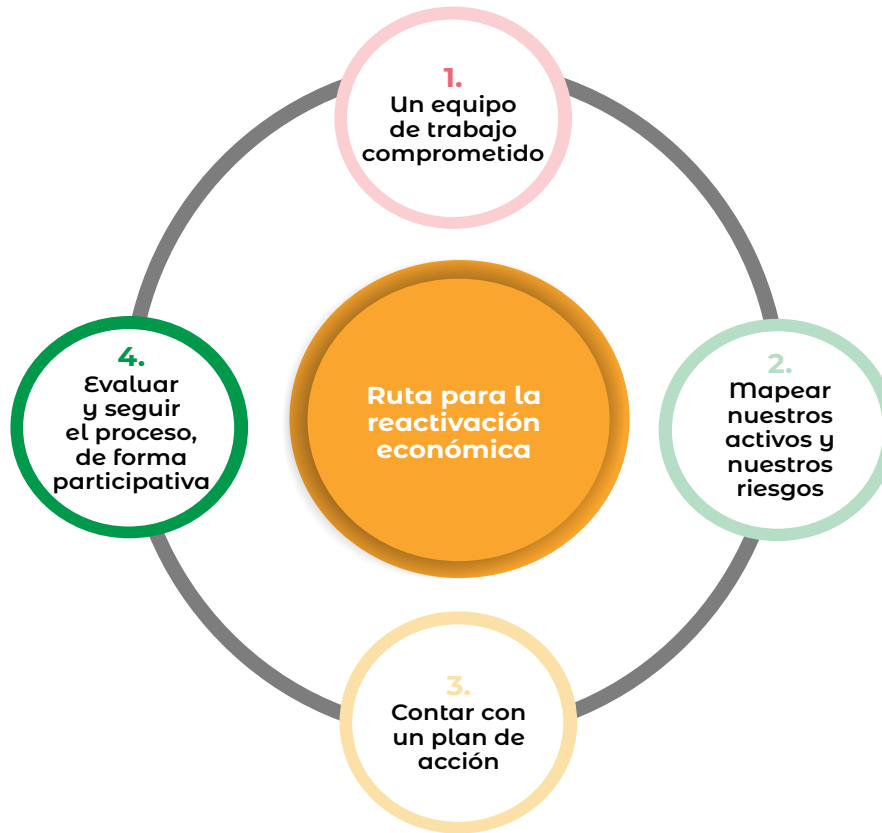 1.
Un equipo
de trabajo
comprometido
2.
Mapear
nuestros
activos y
nuestros
riesgos
3.
Contar con
un plan de
acción
4.
Evaluar
y seguir
el proceso,
de forma
participativa
Ruta para la
reactivación
económica